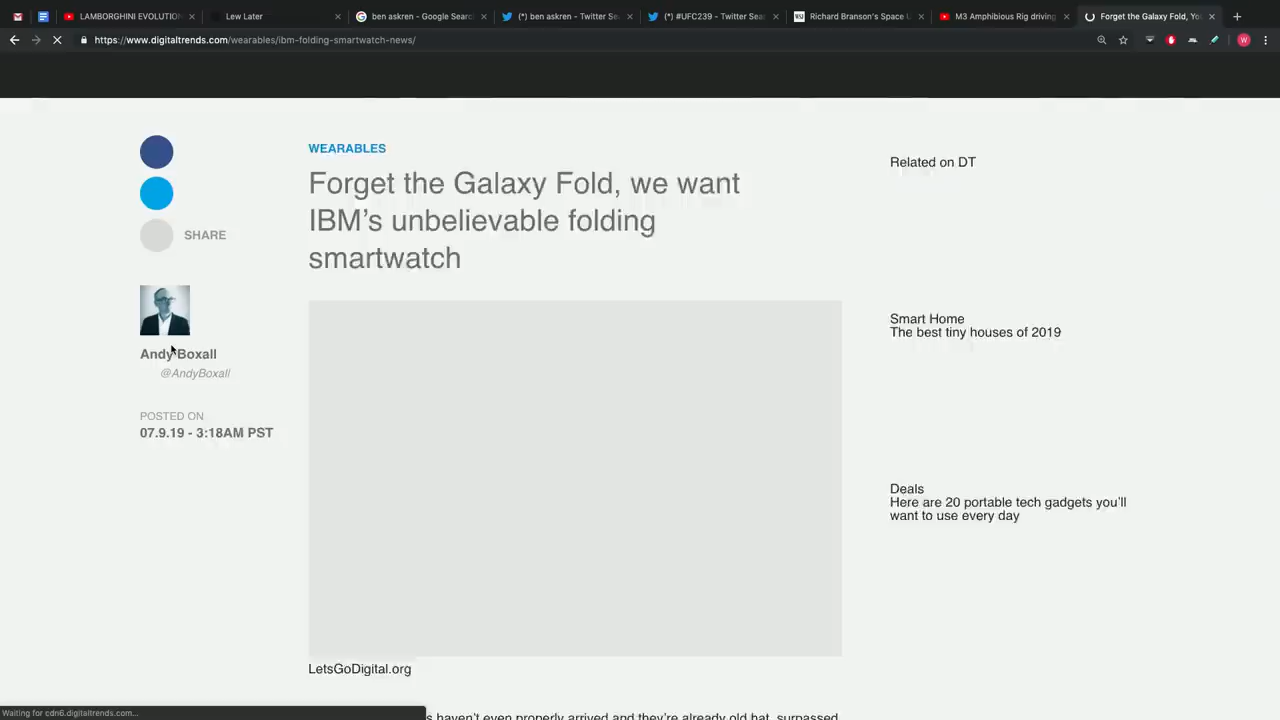 LAMBORGHINI EVOLUTION
Lew Later
ben askren - Google Searc
(*) ben askren - Twitter Sea
(*) #UFC239 - Twitter Sear
Richard Branson's Space U
M3 Amphibious Rig driving
Forget the Galaxy Fold, You
https://www.digitaltrends.com/wearables/ibm-folding-smartwatch-news/
W
WEARABLES
Forget the Galaxy Fold, we want
IBM's unbelievable folding
smartwatch
SHARE
Andy Boxall
@AndyBoxall
POSTED ON
07.9.19 - 3:18AM PST
LetsGoDigital.org
s haven't even properly arrived and they're already old hat, surpassed
Related on DT
Smart Home
The best tiny houses of 2019
Deals
Here are 20 portable tech gadgets you'll
want to use every day
Waiting for cdn6.digitaltrends.com...